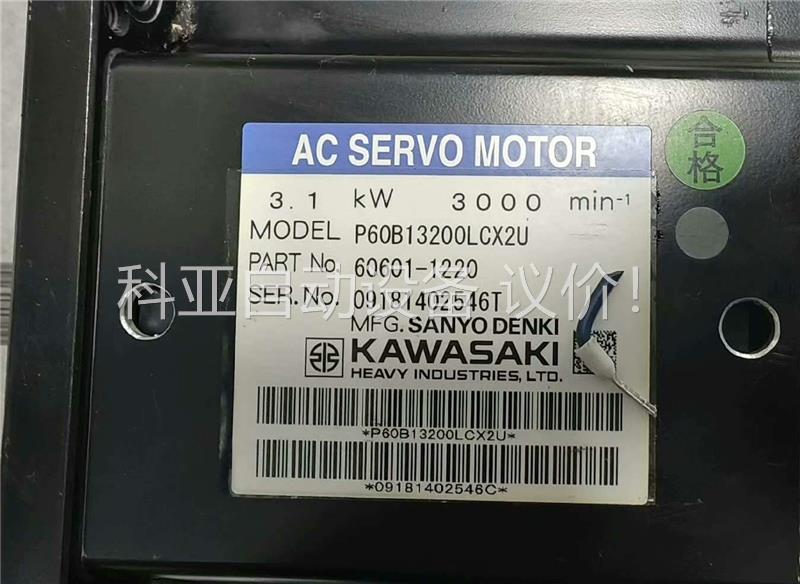 AC SERVO MOTOR
3.1 kW 3000 min-1
MODEL P60B13200LCX2U
PART No. 60601-1220
SER.No. 09181402546T
科亚自动设备 议价!
MFG. SANYO DENKI
KAWASAKI
HEAVY INDUSTRIES, LTD.
*P60B13200LCX2U*
*09181402546C*
合格